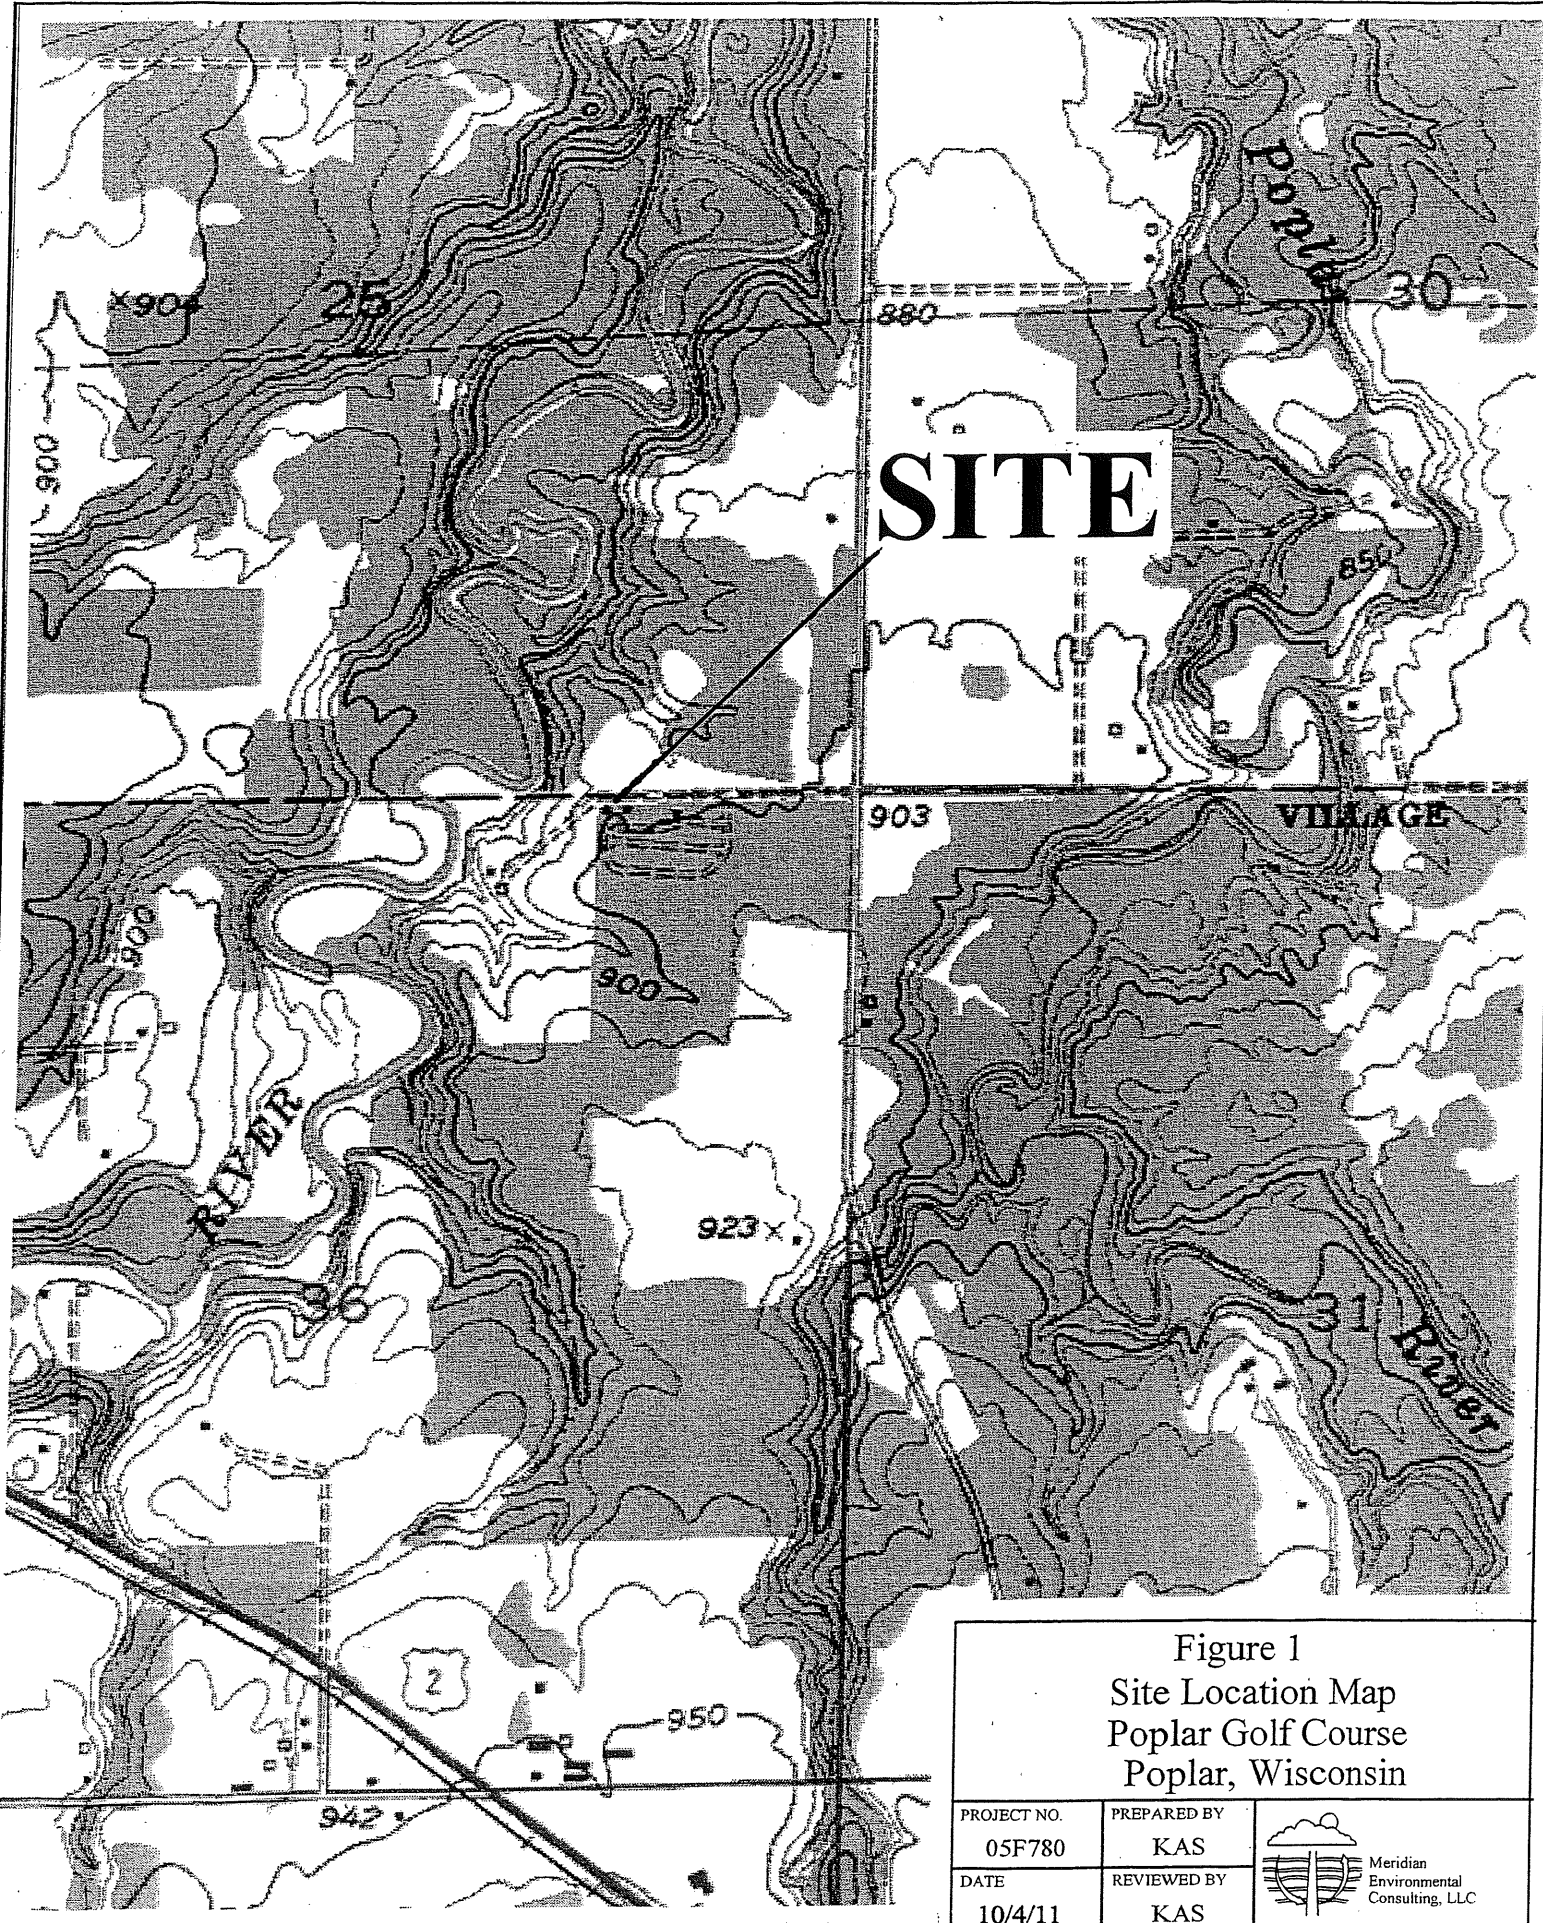 Poplar
×904
25
30
880
900
SITE
850
903
VILLAGE
900
900
RIVER
923 ×
36
31
River
2
950
942
Figure 1
Site Location Map
Poplar Golf Course
Poplar, Wisconsin
PROJECT NO.
05F780
PREPARED BY
KAS
DATE
10/4/11
REVIEWED BY
KAS
Meridian
Environmental
Consulting, LLC